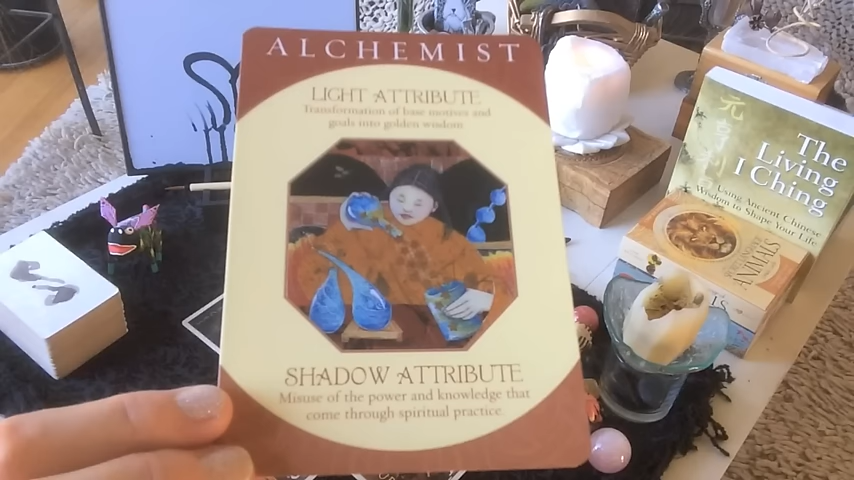 ALCHEMIST
LIGHT ATTRIBUTE
Transformation of base motives and
goals into golden wisdom
SHADOW ATTRIBUTE
Misuse of the power and knowledge that
come through spiritual practice.
The
Living
I Ching
Using Ancient Chinese
Wisdom to Shape Your Life
ANIMALS